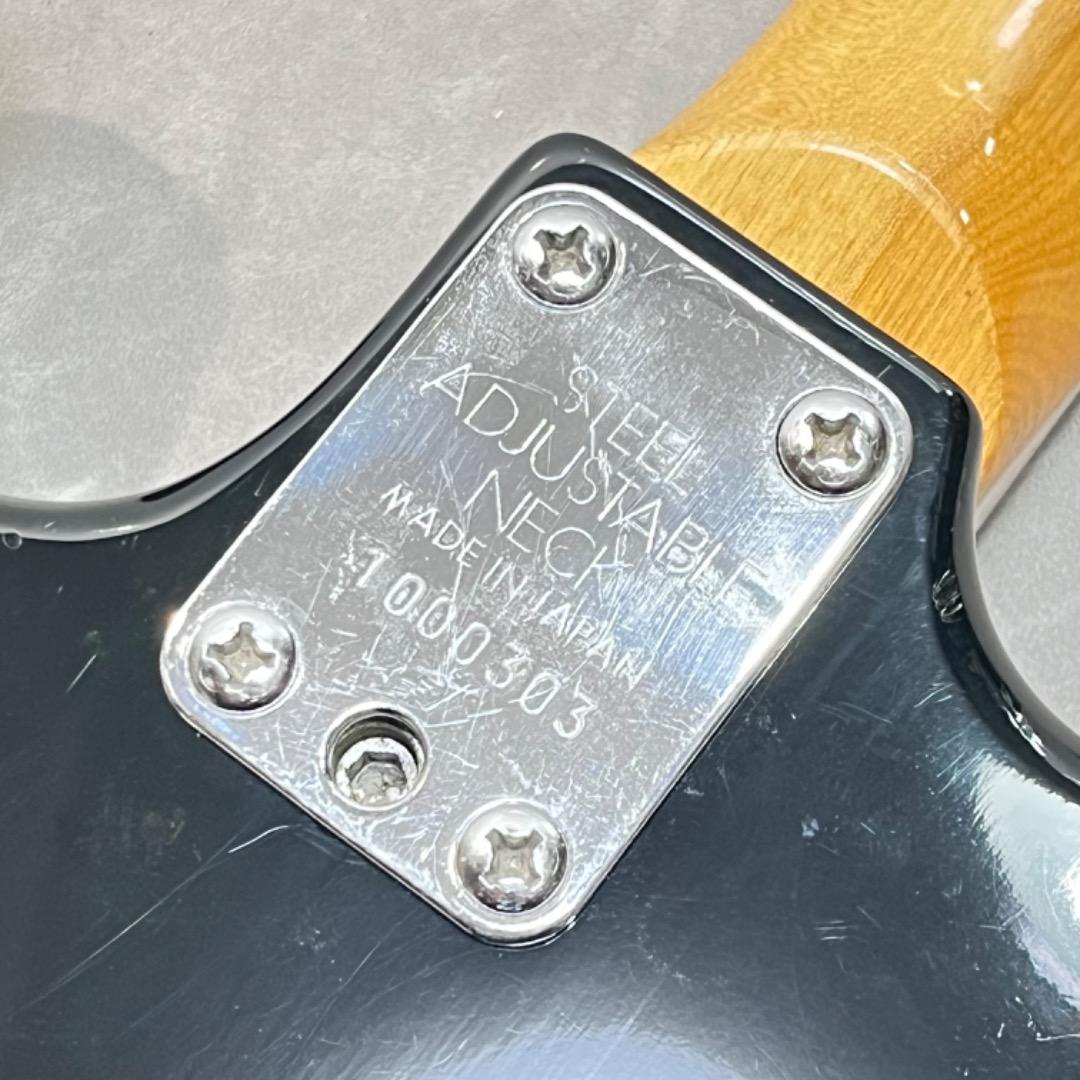 STEEL
ADJUSTABLE
NECK
MADE IN JAPAN
1000303